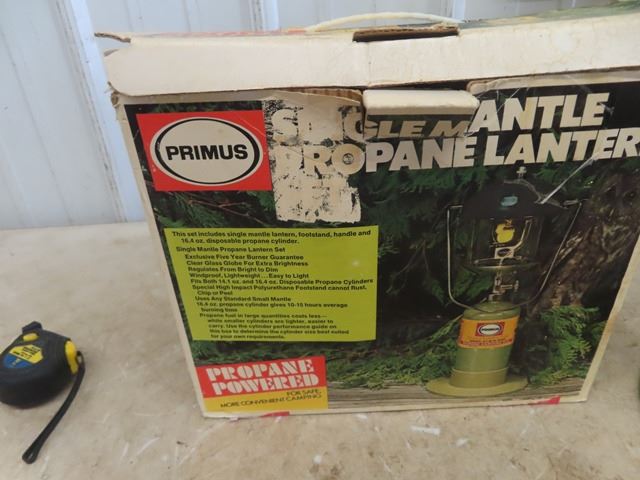 PRIMUS
SINGLE MANTLE
PROPANE LANTER
SET
This set includes single mantle lantern, footstand, handle and
16.4 oz. disposable propane cylinder.
Single Mantle Propane Lantern Set
Exclusive Five Year Burner Guarantee
Clear Glass Globe For Extra Brightness
Regulates From Bright to Dim
Windproof, Lightweight... Easy to Light
Fits Both 14.1 oz. and 16.4 oz. Disposable Propane Cylinders
Special High Impact Polyurethane Footstand cannot Rust,
Chip or Peel
Uses Any Standard Small Mantle
16.4 oz. propane cylinder gives 10-15 hours average
burning time
Propane fuel in large quantities costs less—
while smaller cylinders are lighter, easier to
carry. Use the cylinder performance guide on
this box to determine the cylinder size best suited
for your own requirements.
PROPANE
POWERED
FOR SAFE,
MORE CONVENIENT CAMPING
PRIMUS